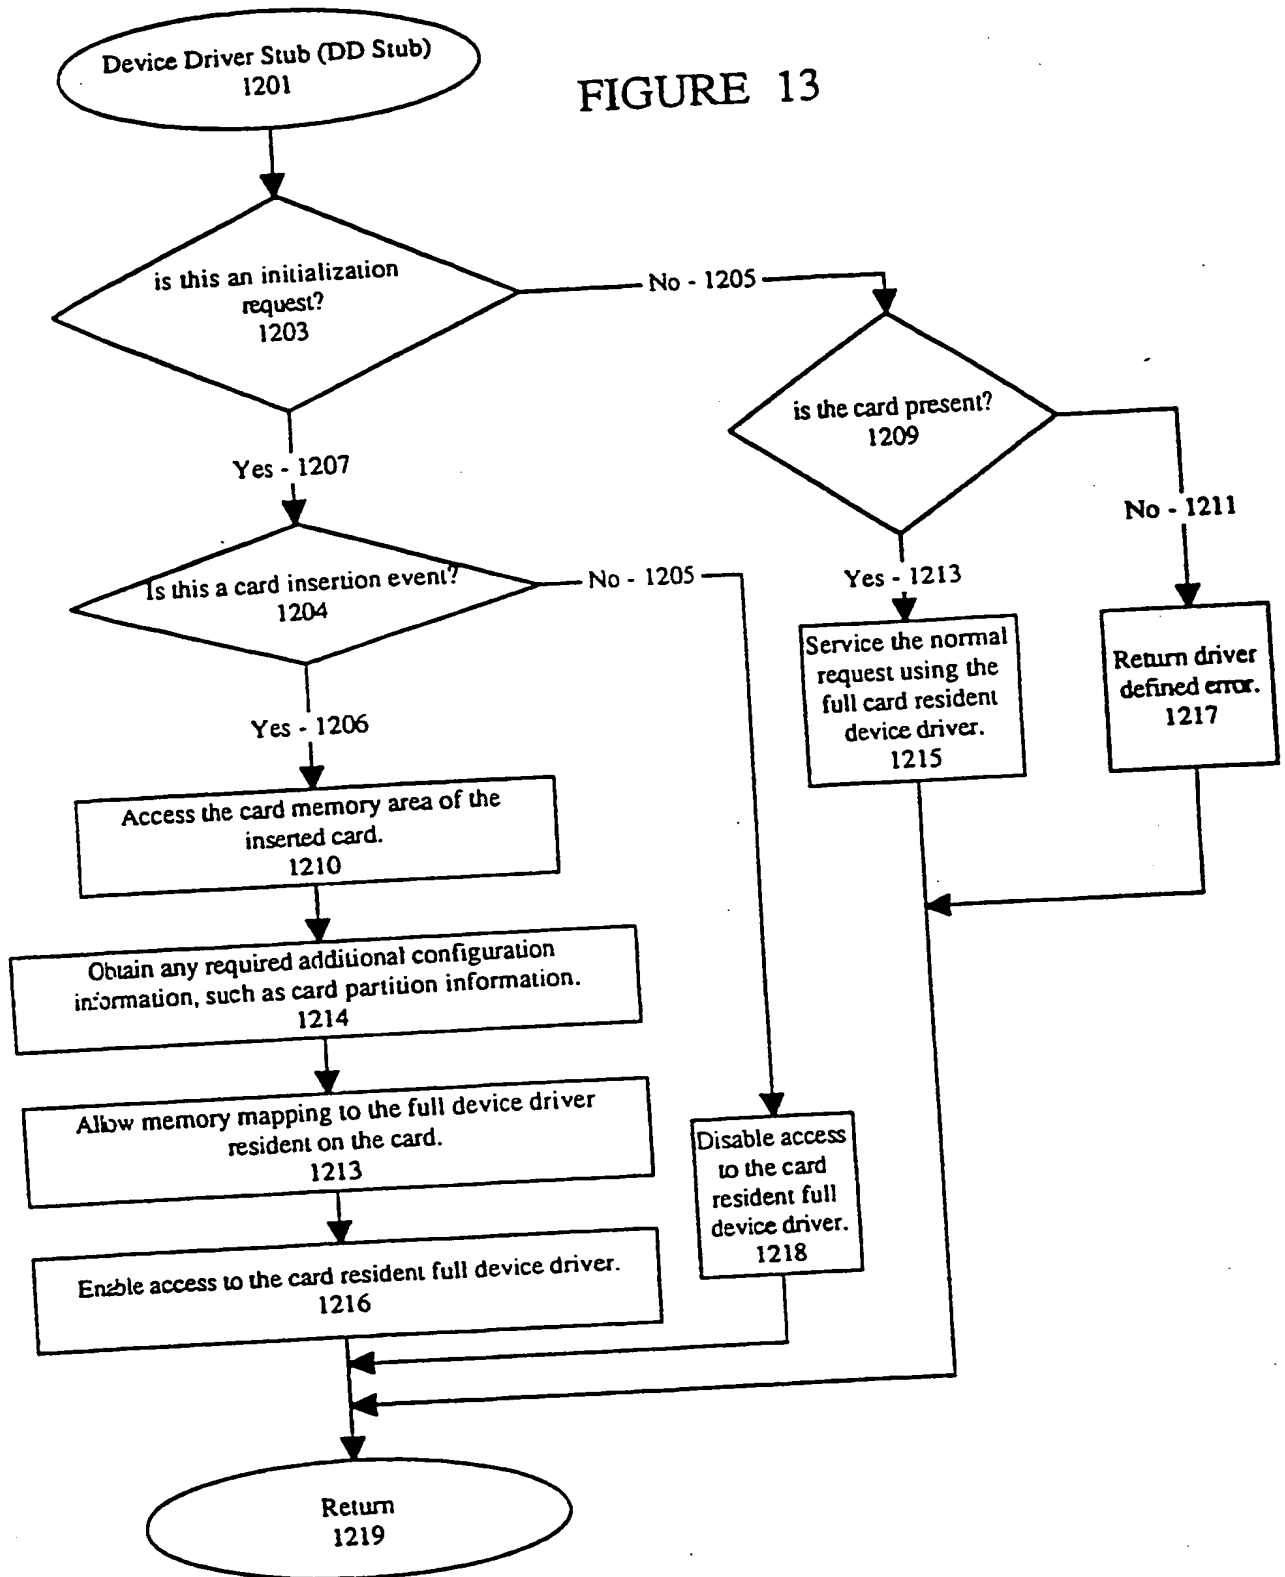 Device Driver Stub (DD Stub)
1201
FIGURE 13
is this an initialization
request?
1203
No - 1205
is the card present?
1209
Yes - 1207
No - 1211
Is this a card insertion event?
1204
No - 1205
Yes - 1213
Service the normal
request using the
full card resident
device driver.
1215
Return driver
defined error.
1217
Yes - 1206
Access the card memory area of the
inserted card.
1210
Obtain any required additional configuration
information, such as card partition information.
1214
Allow memory mapping to the full device driver
resident on the card.
1213
Disable access
to the card
resident full
device driver.
1218
Enable access to the card resident full device driver.
1216
Return
1219